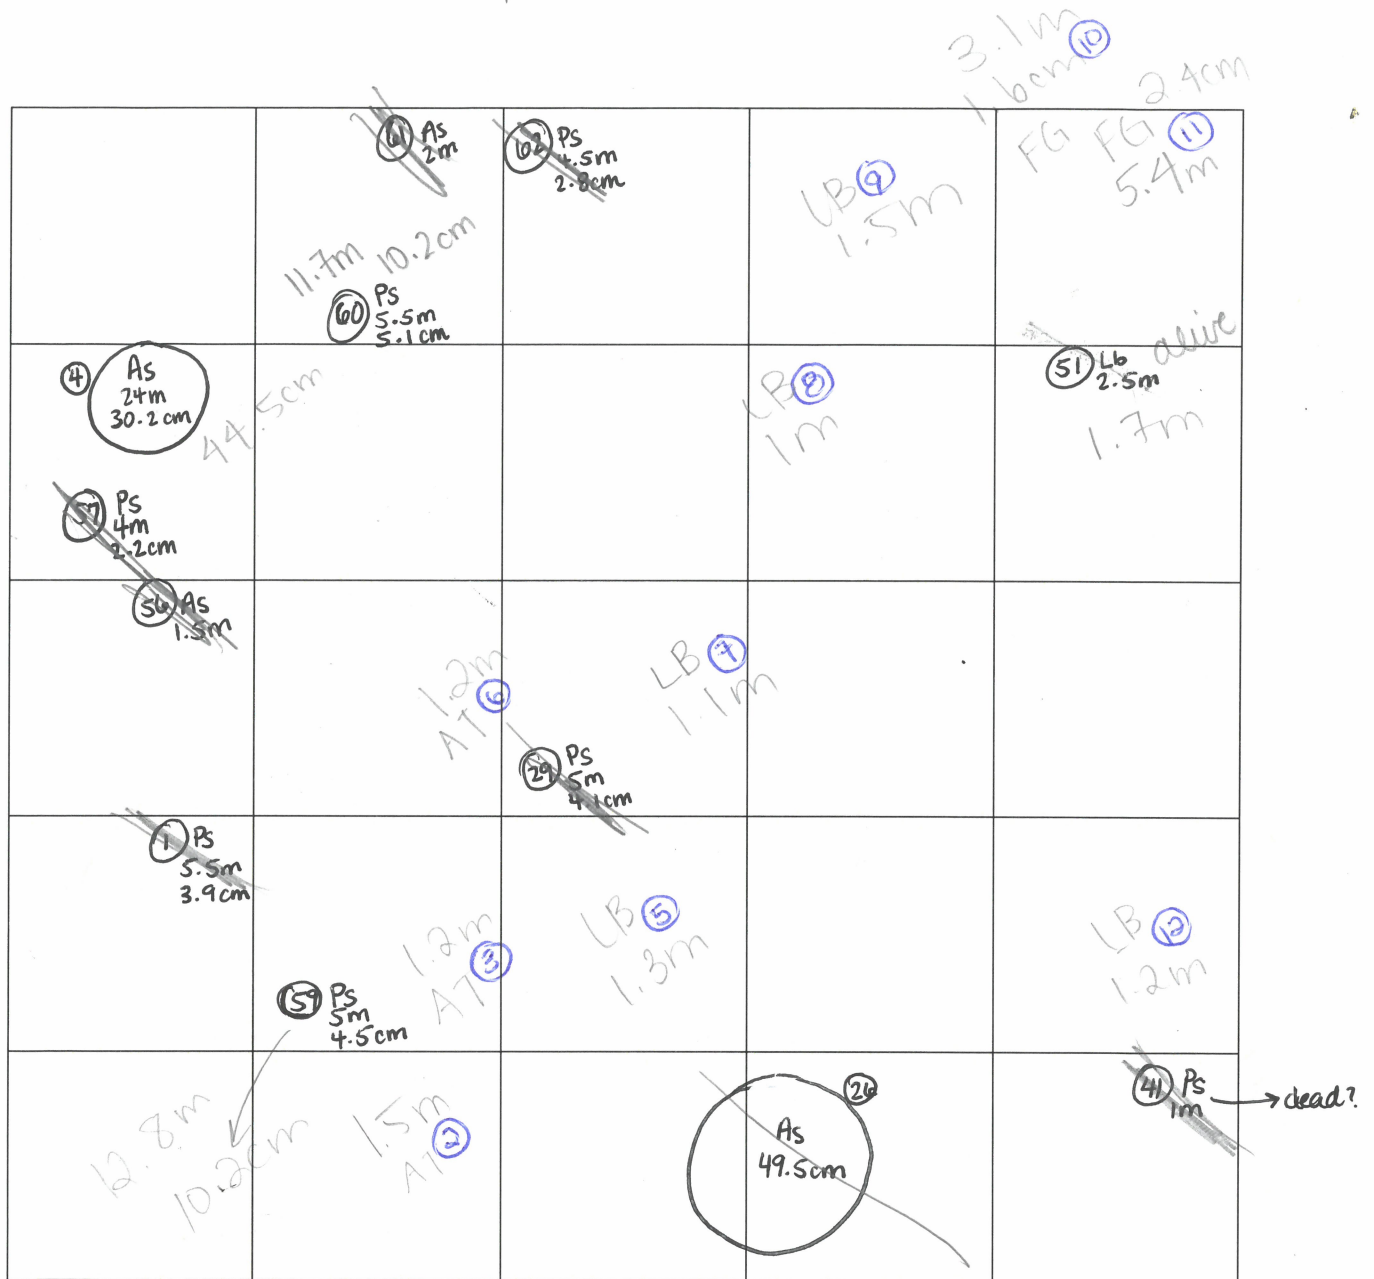 3.1m
1.6cm 10
FG
2.4cm
FG 11
5.4m
61 As
2m
62 Ps
4.5m
2.8cm
LB 9
1.5m
11.7m 10.2cm
60 Ps
5.5m
5.1cm
4 As
24m
30.2cm
44.5cm
LB 8
1m
51 Lb alive
2.5m
1.7m
57 Ps
4m
2.2cm
56 As
1.5m
1.2m
AT 6
LB 7
1.1m
29 Ps
5m
4.1cm
1 Ps
5.5m
3.9cm
1.2m
AT 3
LB 5
1.3m
LB 12
1.2m
59 Ps
5m
4.5cm
12.8m
10.2cm
1.5m
AT 2
26
As
49.5cm
41 Ps → dead?
1m